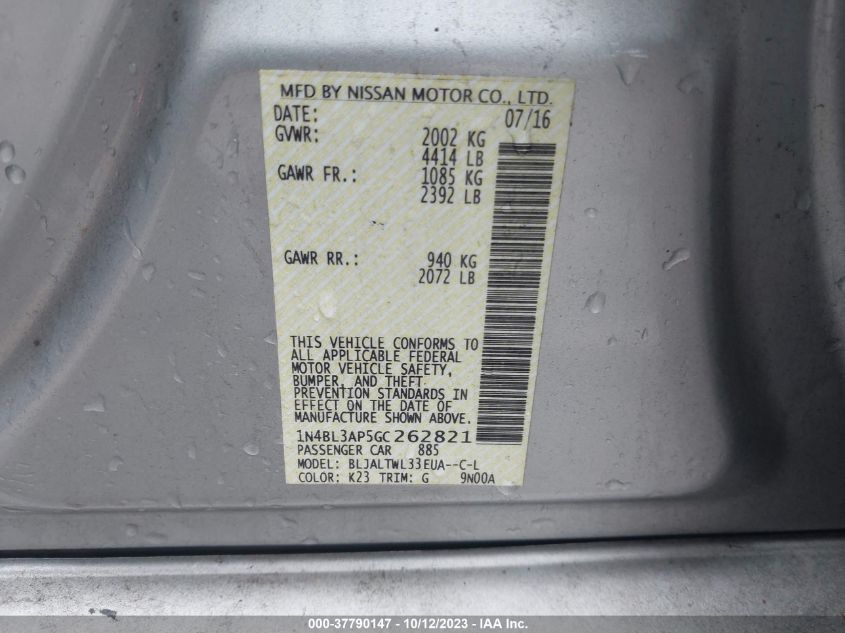 MFD BY NISSAN MOTOR CO., LTD.
DATE: 07/16
GVWR: 2002 KG
4414 LB
GAWR FR.: 1085 KG
2392 LB
GAWR RR.: 940 KG
2072 LB
THIS VEHICLE CONFORMS TO
ALL APPLICABLE FEDERAL
MOTOR VEHICLE SAFETY,
BUMPER, AND THEFT
PREVENTION STANDARDS IN
EFFECT ON THE DATE OF
MANUFACTURE SHOWN ABOVE.
1N4BL3AP5GC262821
PASSENGER CAR 885
MODEL: BLJALTWL33EUA--C-L
COLOR: K23 TRIM: G 9N00A
000-37790147 - 10/12/2023 - IAA Inc.